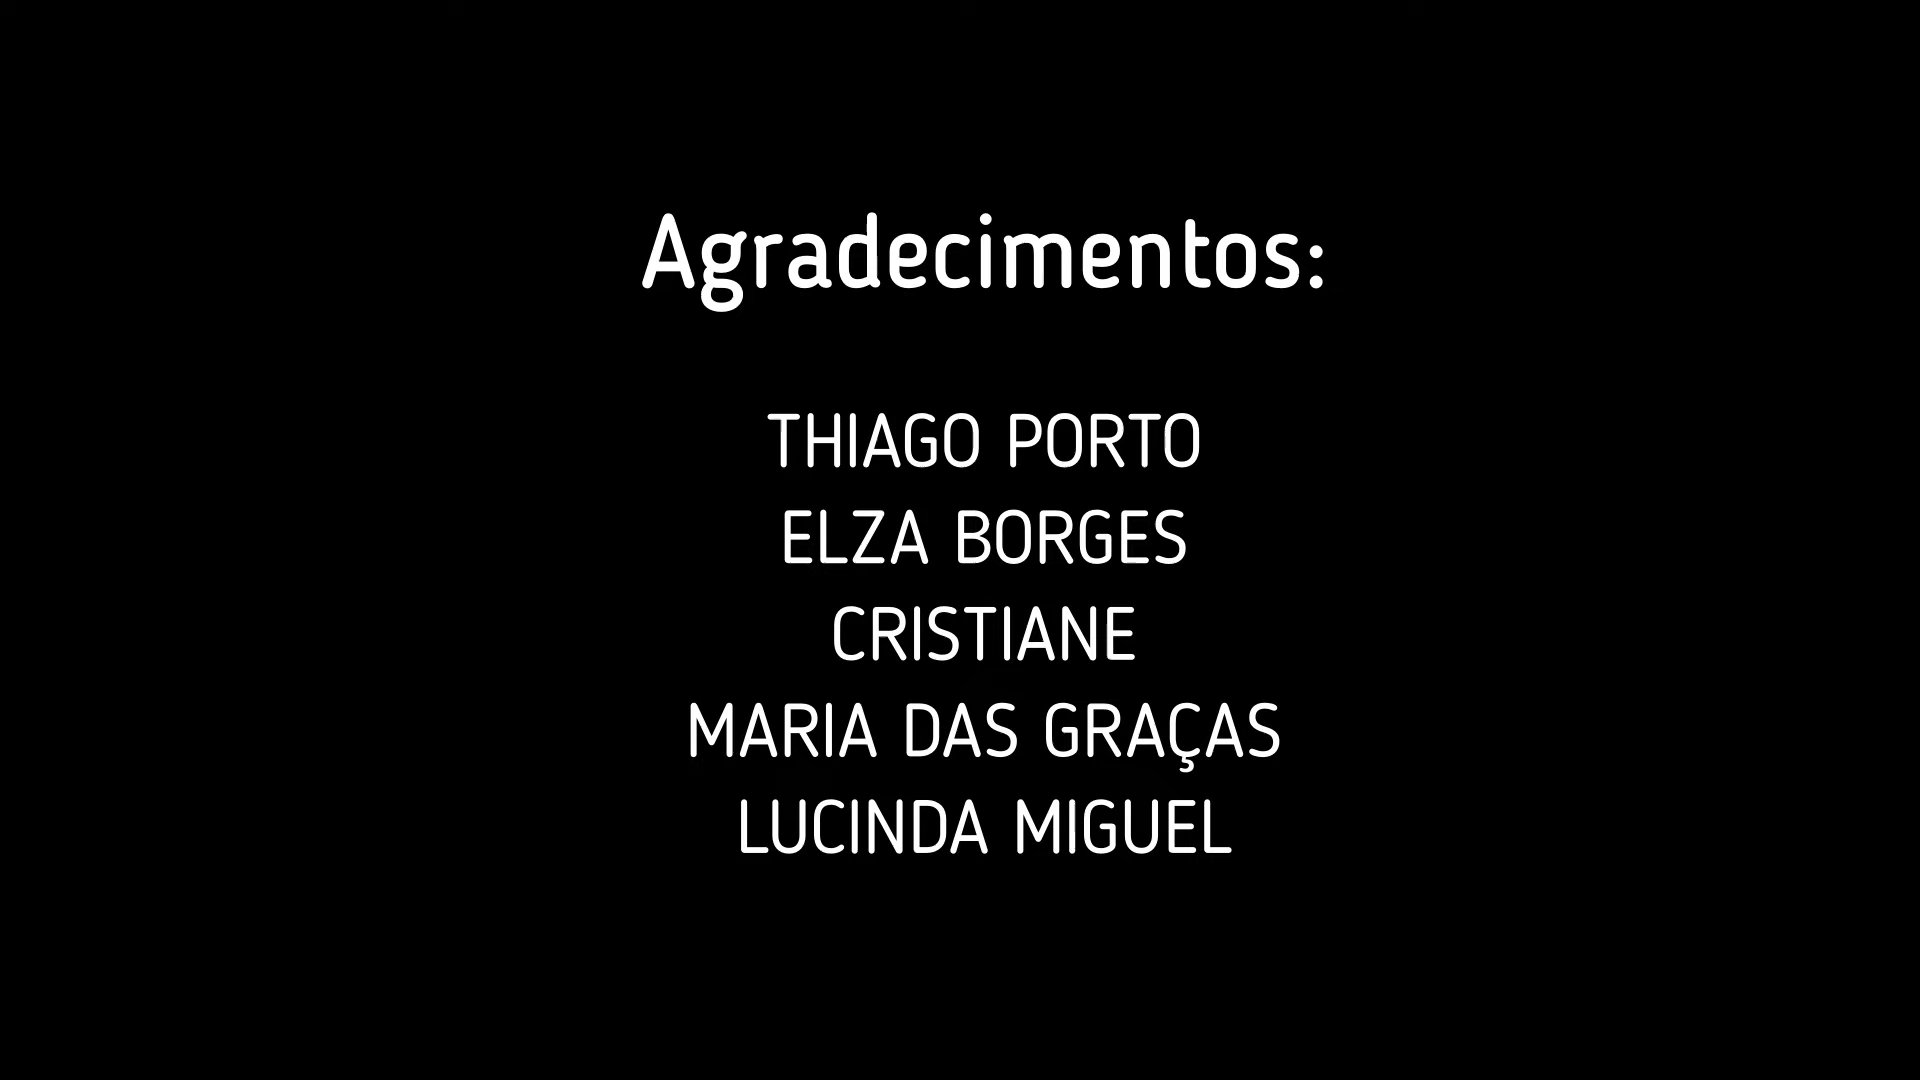 Agradecimentos:
THIAGO PORTO
ELZA BORGES
CRISTIANE
MARIA DAS GRAÇAS
LUCINDA MIGUEL